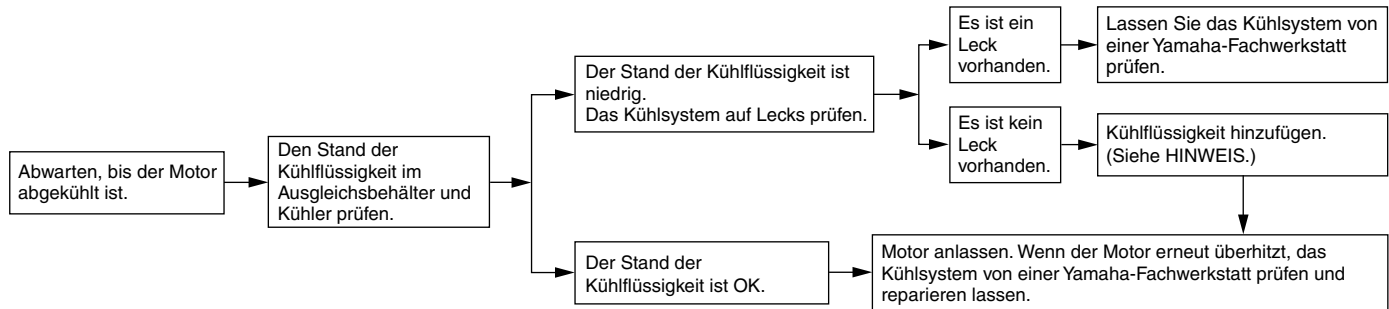 Abwarten, bis der Motor
abgekühlt ist.
Den Stand der
Kühlflüssigkeit im
Ausgleichsbehälter und
Kühler prüfen.
Der Stand der Kühlflüssigkeit ist
niedrig.
Das Kühlsystem auf Lecks prüfen.
Es ist ein
Leck
vorhanden.
Lassen Sie das Kühlsystem von
einer Yamaha-Fachwerkstatt
prüfen.
Es ist kein
Leck
vorhanden.
Kühlflüssigkeit hinzufügen.
(Siehe HINWEIS.)
Der Stand der
Kühlflüssigkeit ist OK.
Motor anlassen. Wenn der Motor erneut überhitzt, das
Kühlsystem von einer Yamaha-Fachwerkstatt prüfen und
reparieren lassen.